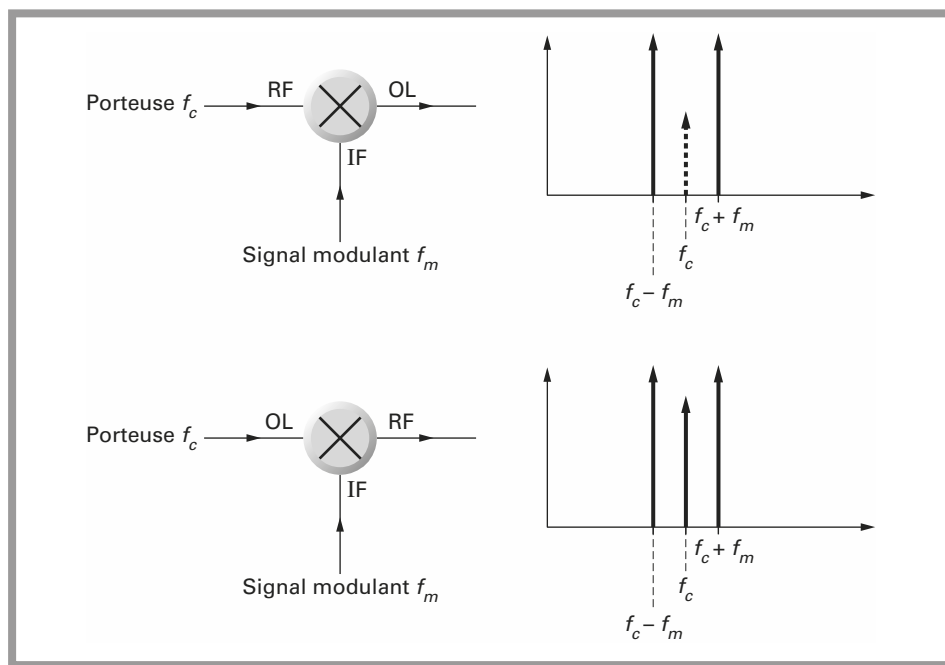 Porteuse f_c
RF
OL
IF
Signal modulant f_m
f_c + f_m
f_c
f_c – f_m
Porteuse f_c
OL
RF
IF
Signal modulant f_m
f_c + f_m
f_c
f_c – f_m